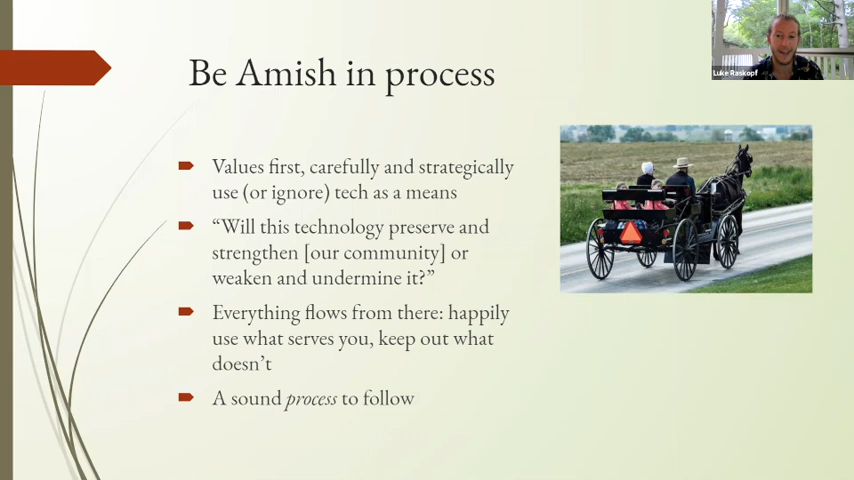 Luke Raskopf
Be Amish in process
Values first, carefully and strategically
use (or ignore) tech as a means
“Will this technology preserve and
strengthen [our community] or
weaken and undermine it?”
Everything flows from there: happily
use what serves you, keep out what
doesn’t
A sound process to follow